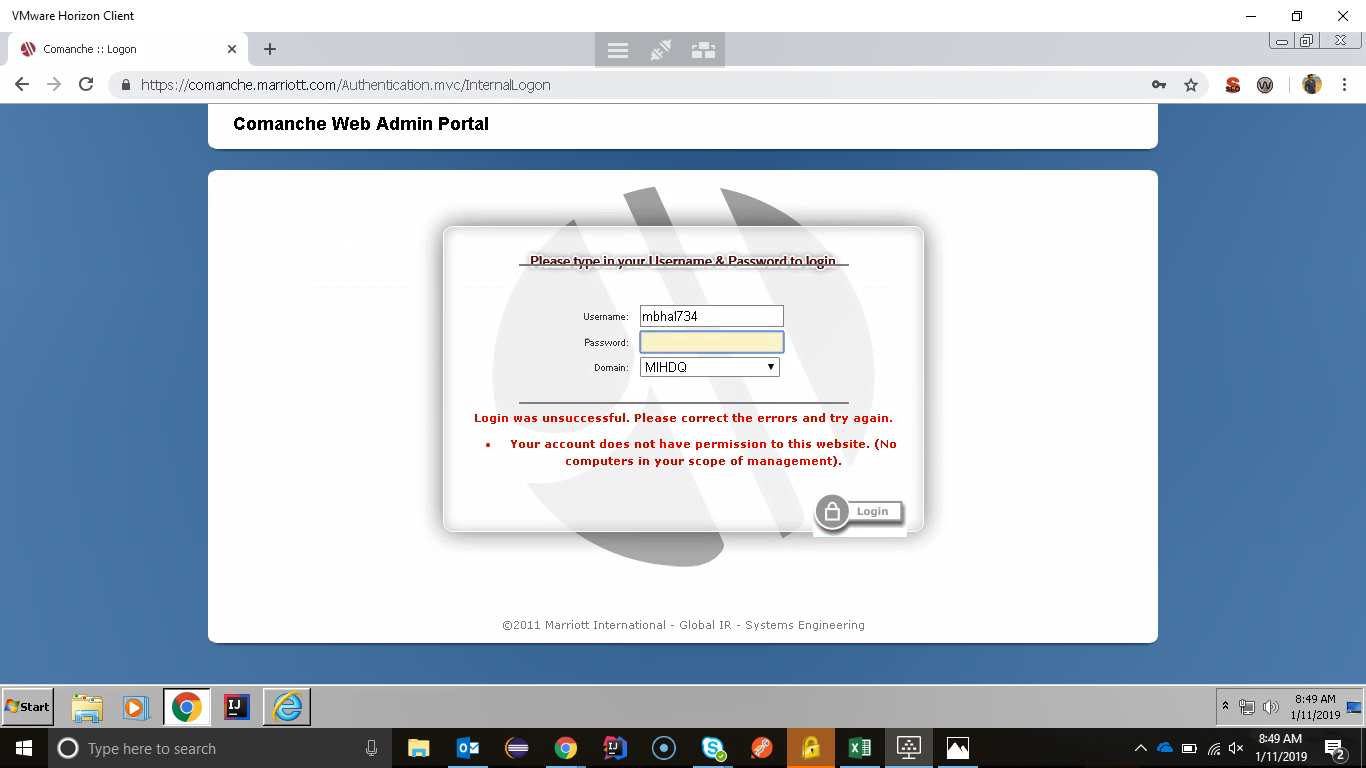 VMware Horizon Client
Comanche :: Logon
https://comanche.marriott.com/Authentication.mvc/InternalLogon
Comanche Web Admin Portal
Please type in your Username & Password to login
Username: mbhal734
Password:
Domain: MIHDQ
Login was unsuccessful. Please correct the errors and try again.
• Your account does not have permission to this website. (No
computers in your scope of management).
Login
©2011 Marriott International - Global IR - Systems Engineering
Start
8:49 AM
1/11/2019
Type here to search
8:49 AM
1/11/2019
2